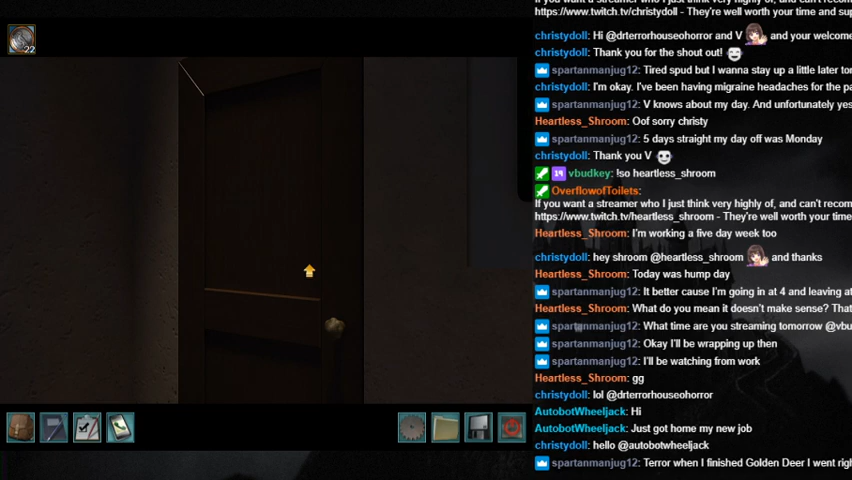 If you want a streamer who I just think very highly of, and can't recom
https://www.twitch.tv/christydoll - They're well worth your time and sup
christydoll: Hi @drterrorhouseohorror and V and your welcome
christydoll: Thank you for the shout out!
spartanmanjug12: Tired spud but I wanna stay up a little later tor
christydoll: I'm okay. I've been having migraine headaches for the pa
spartanmanjug12: V knows about my day. And unfortunately yes
Heartless_Shroom: Oof sorry christy
spartanmanjug12: 5 days straight my day off was Monday
christydoll: Thank you V
14 vbudkey: !so heartless_shroom
OverflowofToilets:
If you want a streamer who I just think very highly of, and can't recom
https://www.twitch.tv/heartless_shroom - They're well worth your time
Heartless_Shroom: I'm working a five day week too
christydoll: hey shroom @heartless_shroom and thanks
Heartless_Shroom: Today was hump day
spartanmanjug12: It better cause I'm going in at 4 and leaving at
Heartless_Shroom: What do you mean it doesn't make sense? That
spartanmanjug12: What time are you streaming tomorrow @vbu
spartanmanjug12: Okay I'll be wrapping up then
spartanmanjug12: I'll be watching from work
Heartless_Shroom: gg
christydoll: lol @drterrorhouseohorror
AutobotWheeljack: Hi
AutobotWheeljack: Just got home my new job
christydoll: hello @autobotwheeljack
spartanmanjug12: Terror when I finished Golden Deer I went righ
22